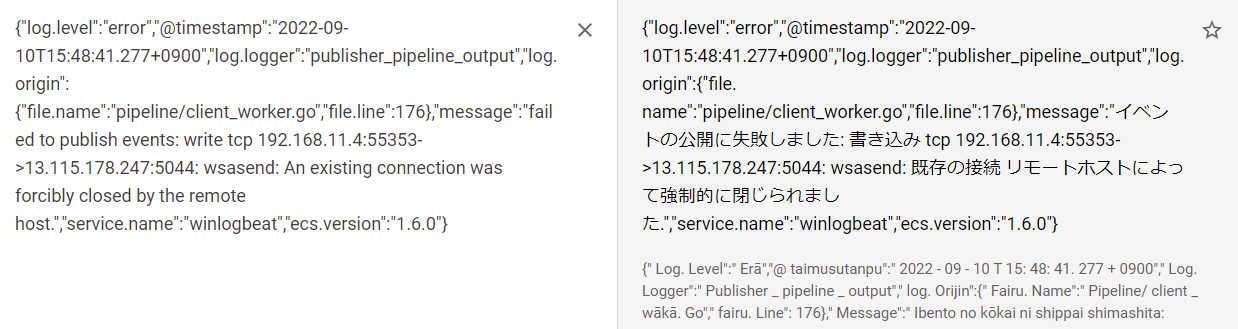 {"log.level":"error","@timestamp":"2022-09-
10T15:48:41.277+0900","log.logger":"publisher_pipeline_output","log.
origin":
{"file.name":"pipeline/client_worker.go","file.line":176},"message":"fail
ed to publish events: write tcp 192.168.11.4:55353-
>13.115.178.247:5044: wsasend: An existing connection was
forcibly closed by the remote
host.","service.name":"winlogbeat","ecs.version":"1.6.0"}
{"log.level":"error","@timestamp":"2022-09-
10T15:48:41.277+0900","log.logger":"publisher_pipeline_output","log.
origin":{"file.
name":"pipeline/client_worker.go","file.line":176},"message":"イベン
トの公開に失敗しました: 書き込み tcp 192.168.11.4:55353-
>13.115.178.247:5044: wsasend: 既存の接続 リモートホストによっ
て強制的に閉じられまし
た.","service.name":"winlogbeat","ecs.version":"1.6.0"}
{" Log. Level":" Erā","@ taimusutanpu":" 2022 - 09 - 10 T 15: 48: 41. 277 + 0900"," Log.
Logger":" Publisher _ pipeline _ output"," log. Orijin":{" Fairu. Name":" Pipeline/ client _
wākā. Go"," fairu. Line": 176}," Message":" Ibento no kōkai ni shippai shimashita: